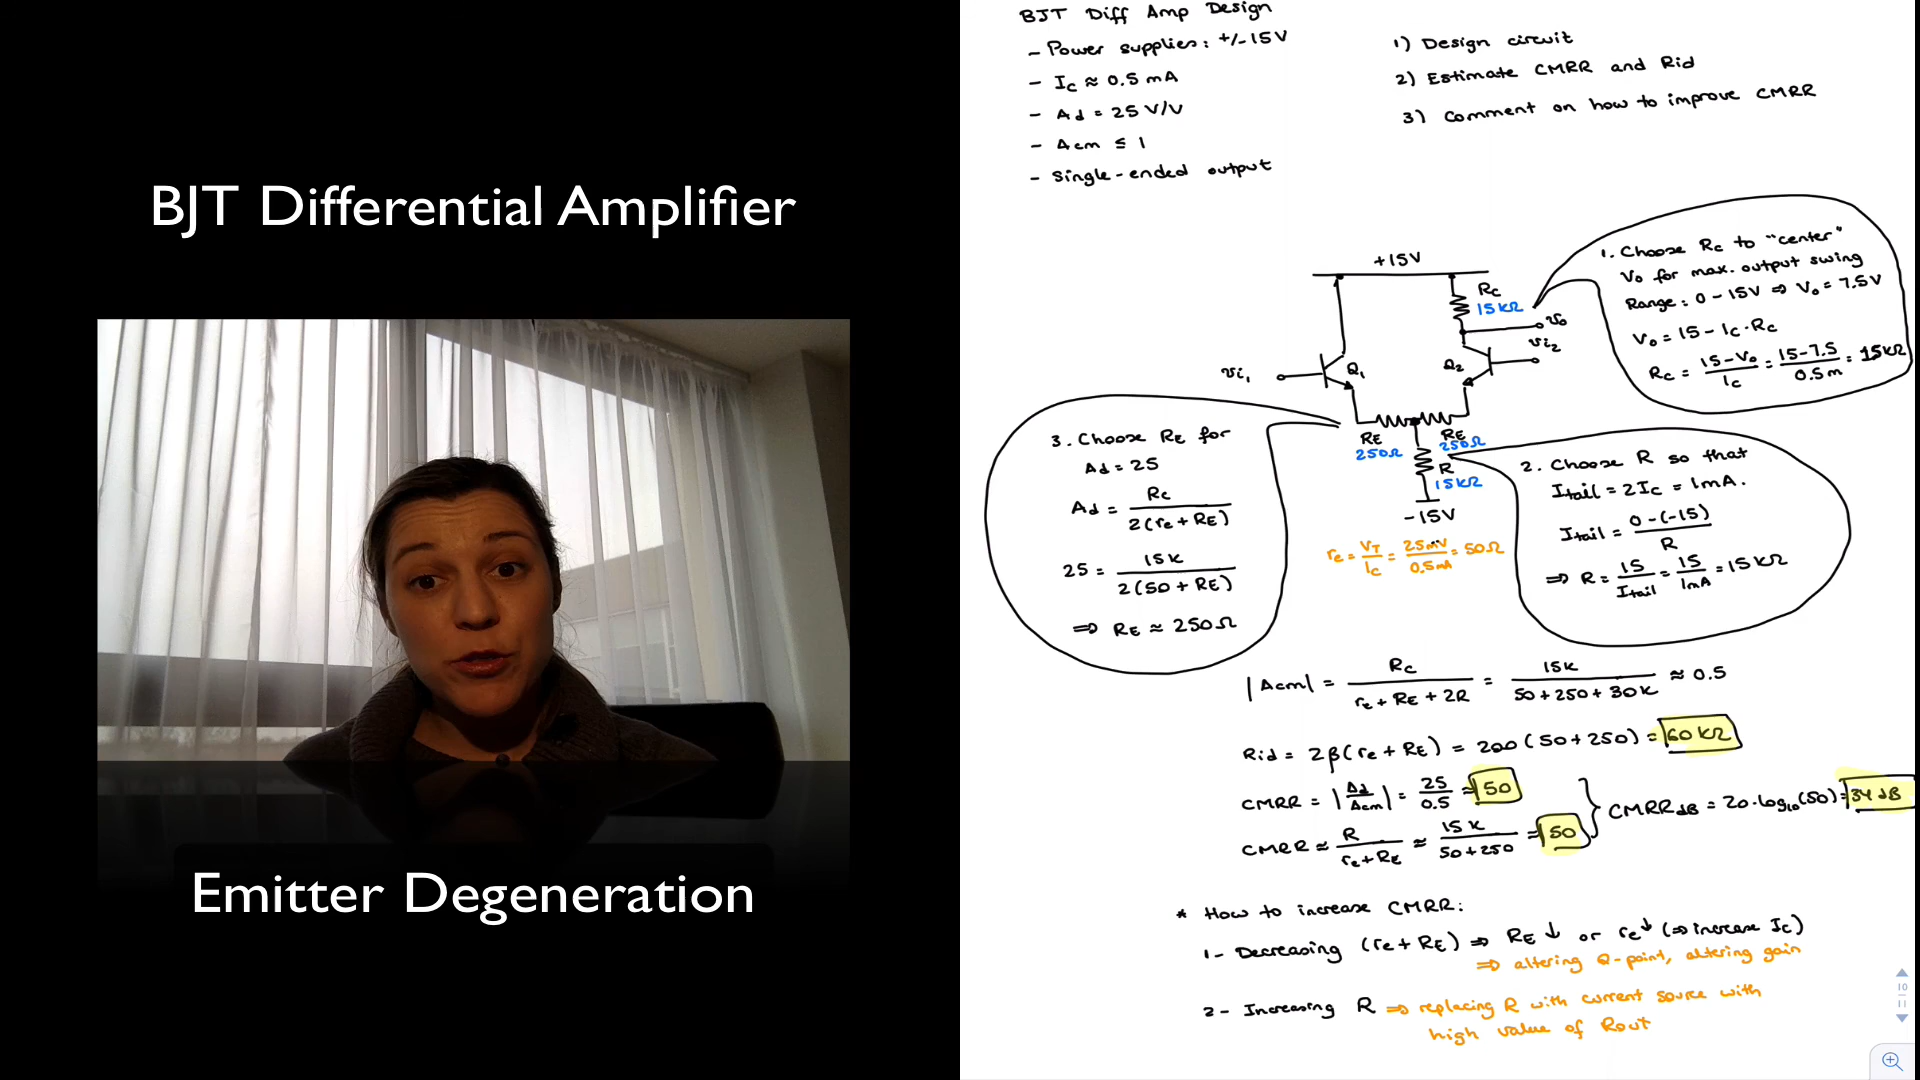 BJT Differential Amplifier
Emitter Degeneration
BJT Diff Amp Design
- Power supplies: +/-15V
- Ic ≈ 0.5 mA
- Ad = 25 V/V
- Acm ≤ 1
- Single-ended output
1) Design circuit
2) Estimate CMRR and Rid
3) Comment on how to improve CMRR
1. Choose Rc to "center"
Vo for max. output swing
Range: 0 - 15V ⇒ Vo = 7.5V
Vo = 15 - Ic · Rc
Rc = (15-Vo)/Ic = (15-7.5)/0.5m = 15kΩ
+15V
Rc
15kΩ
vo
vi2
vi1
Q1
Q2
RE
250Ω
RE
250Ω
R
15kΩ
-15V
re = VT/Ic = 25mV/0.5mA = 50Ω
3. Choose RE for
Ad = 25
Ad = Rc/2(re + RE)
25 = 15k/2(50 + RE)
⇒ RE ≈ 250Ω
2. Choose R so that
Itail = 2Ic = 1mA.
Itail = 0-(-15)/R
⇒ R = 15/Itail = 15/1mA = 15kΩ
|Acm| = Rc/(re + RE + 2R) = 15k/(50+250+30k) ≈ 0.5
Rid = 2β(re + RE) = 200(50+250) = 60kΩ
CMRR = |Ad/Acm| = 25/0.5 = 50
CMRR ≈ R/(re+RE) ≈ 15k/(50+250) ≈ 50
CMRRdB = 20·log10(50) = 34dB
* How to increase CMRR:
1- Decreasing (re + RE) ⇒ RE ↓ or re ↓ (⇒ increase Ic)
⇒ altering Q-point, altering gain
2- Increasing R ⇒ replacing R with current source with
high value of Rout
10
11